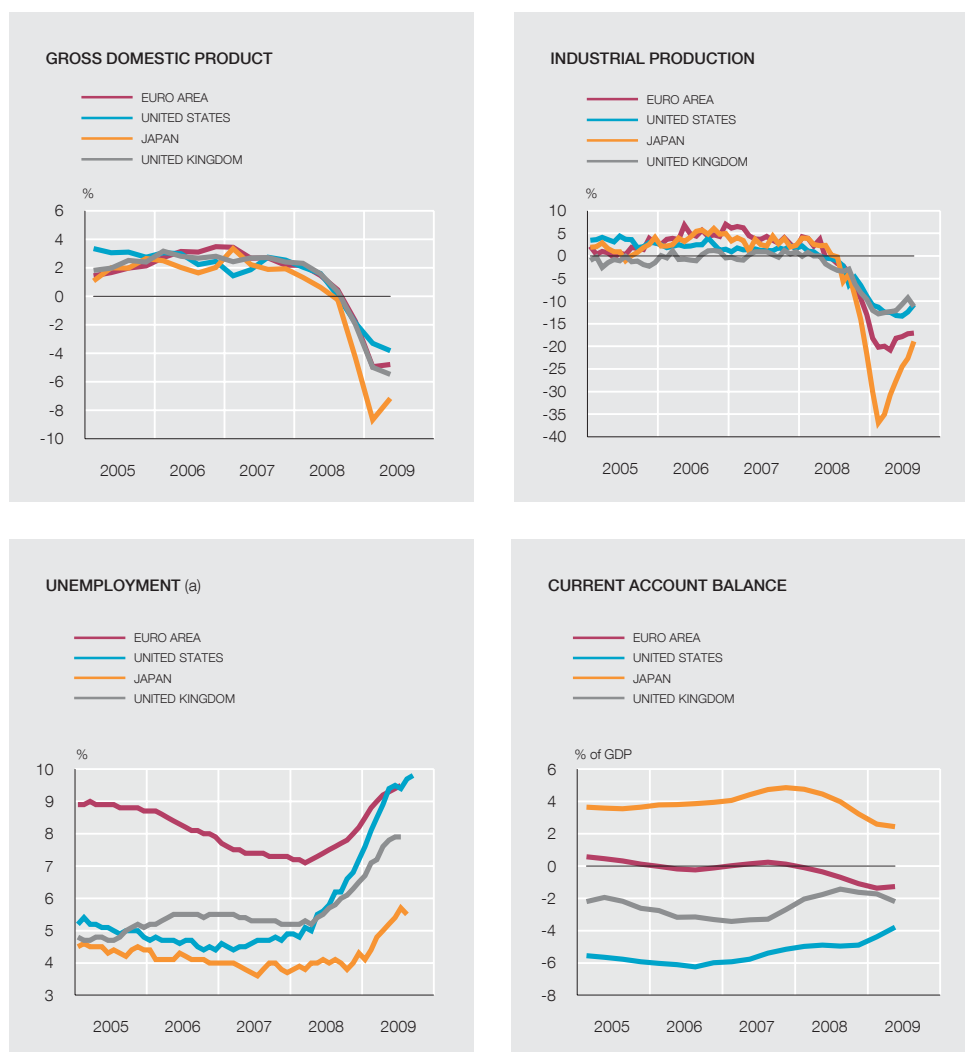 GROSS DOMESTIC PRODUCT
EURO AREA
UNITED STATES
JAPAN
UNITED KINGDOM
%
6
4
2
0
-2
-4
-6
-8
-10
2005 2006 2007 2008 2009
INDUSTRIAL PRODUCTION
EURO AREA
UNITED STATES
JAPAN
UNITED KINGDOM
%
10
5
0
-5
-10
-15
-20
-25
-30
-35
-40
2005 2006 2007 2008 2009
UNEMPLOYMENT (a)
EURO AREA
UNITED STATES
JAPAN
UNITED KINGDOM
%
10
9
8
7
6
5
4
3
2005 2006 2007 2008 2009
CURRENT ACCOUNT BALANCE
EURO AREA
UNITED STATES
JAPAN
UNITED KINGDOM
% of GDP
6
4
2
0
-2
-4
-6
-8
2005 2006 2007 2008 2009